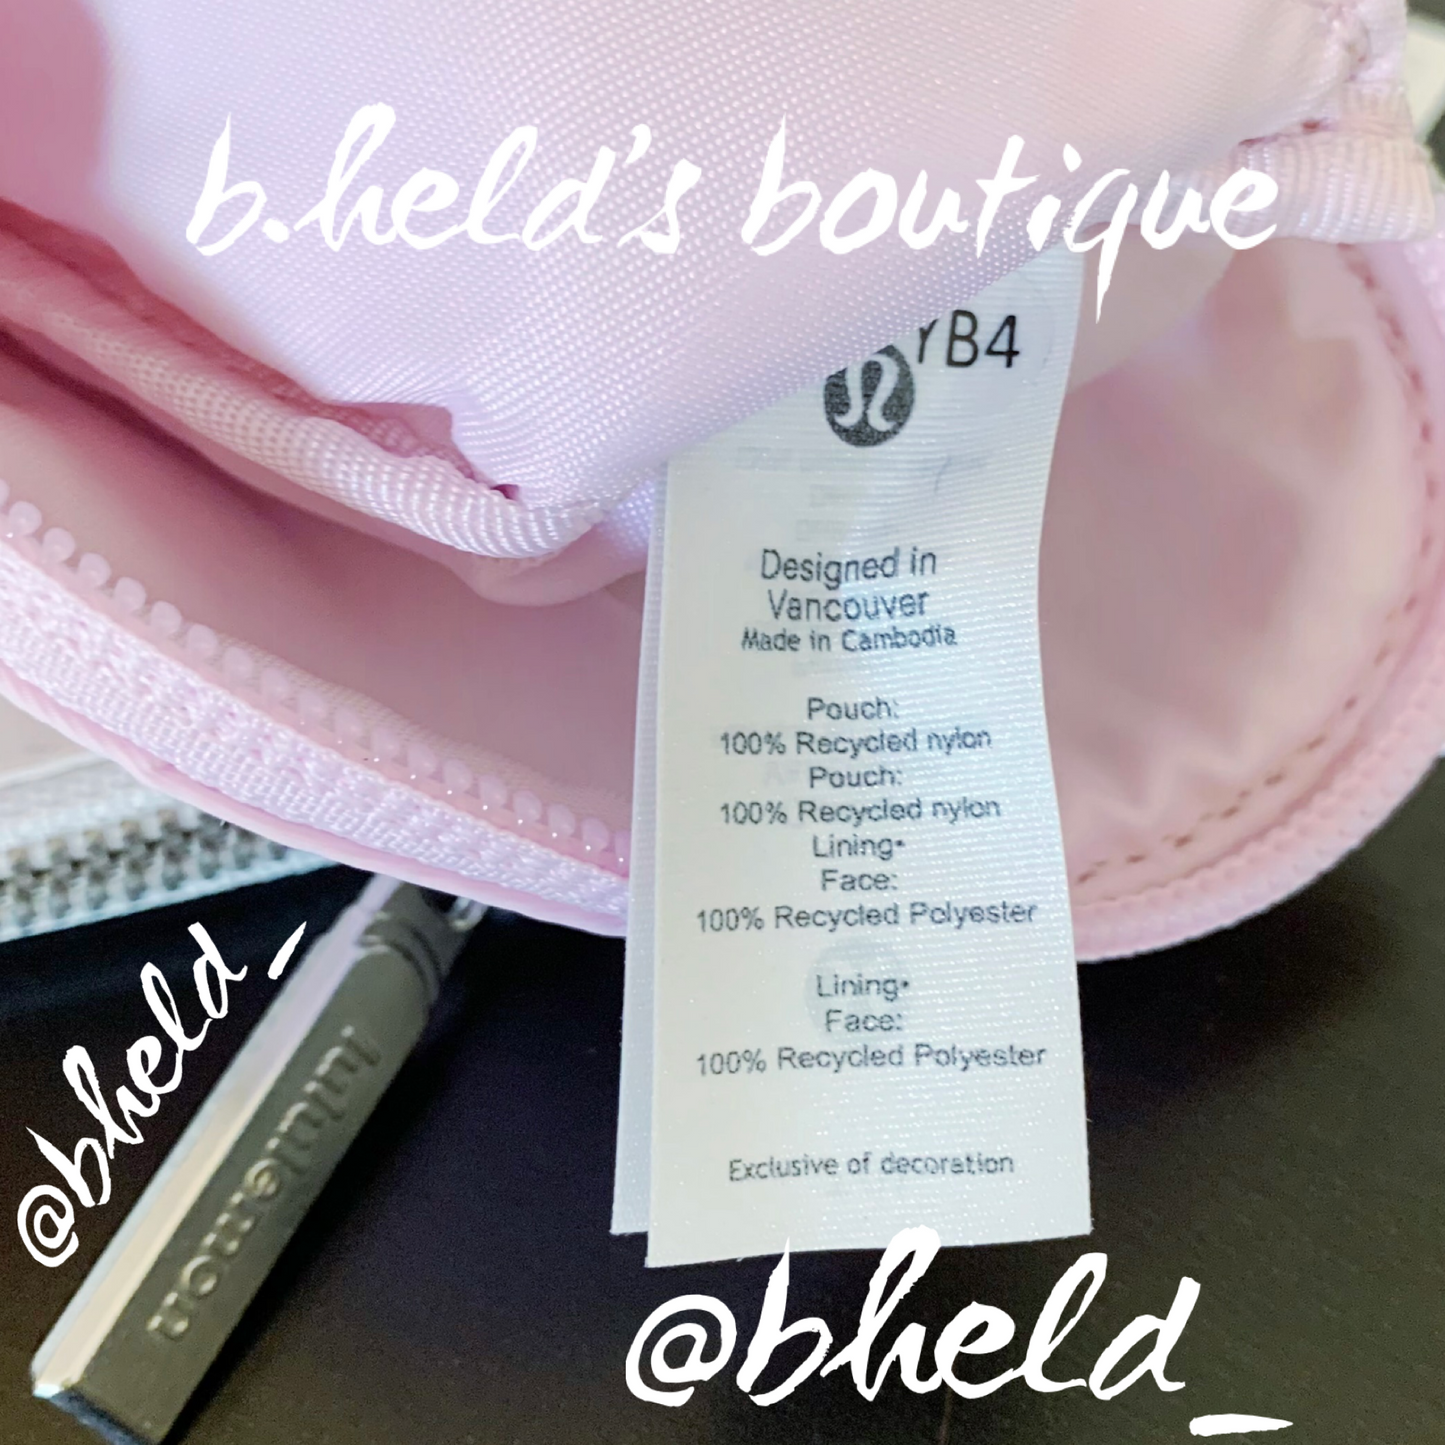 b.held's boutique
YB4
Designed in
Vancouver
Made in Cambodia
Pouch:
100% Recycled nylon
Pouch:
100% Recycled nylon
Lining•
Face:
100% Recycled Polyester
Lining•
Face:
100% Recycled Polyester
Exclusive of decoration
@bheld_
lululemon
@bheld_